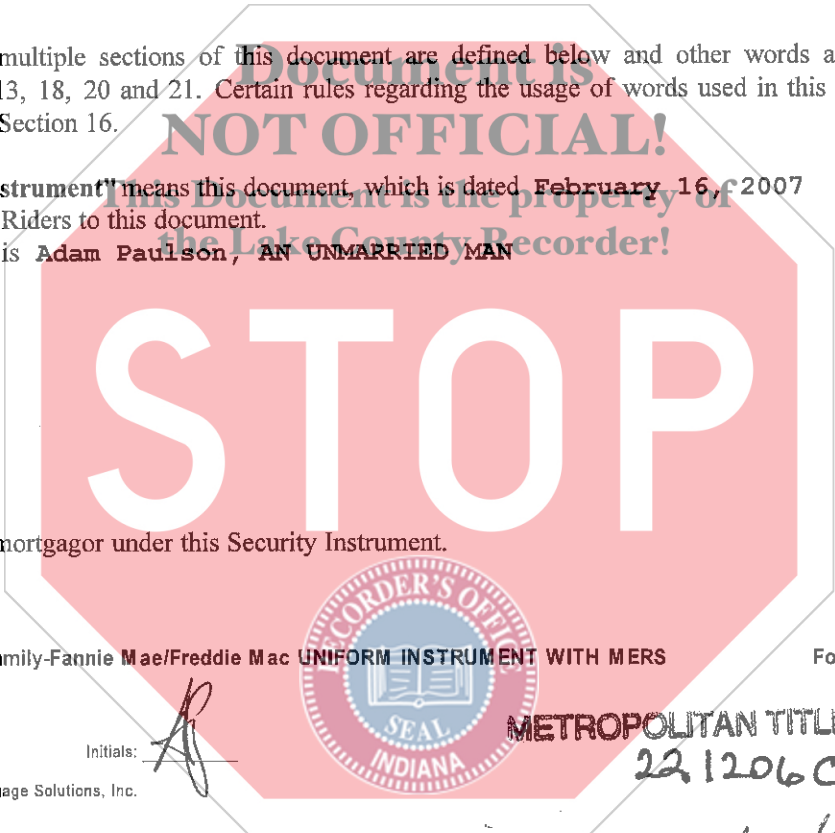 multiple sections of this document are defined below and other words a
13, 18, 20 and 21. Certain rules regarding the usage of words used in this
Section 16.
Document is
NOT OFFICIAL!
This Document is the property of
the Lake County Recorder!
strument" means this document, which is dated February 16, 2007
Riders to this document.
is Adam Paulson, AN UNMARRIED MAN
STOP
mortgagor under this Security Instrument.
RECORDER'S OFFICE
SEAL
INDIANA
mily-Fannie Mae/Freddie Mac UNIFORM INSTRUMENT WITH MERS
Fo
METROPOLITAN TITLE
221206 C
Initials:
age Solutions, Inc.